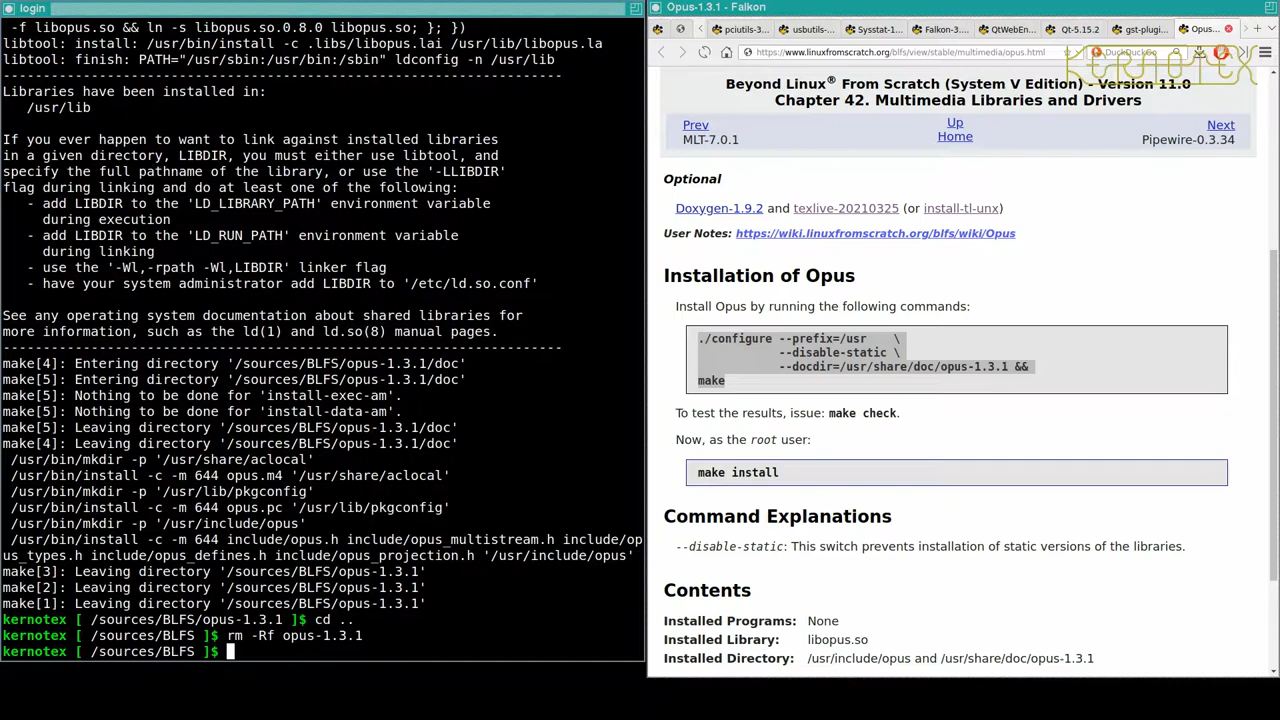 login
-f libopus.so && ln -s libopus.so.0.8.0 libopus.so; }; })
libtool: install: /usr/bin/install -c .libs/libopus.lai /usr/lib/libopus.la
libtool: finish: PATH="/usr/sbin:/usr/bin:/usr/sbin" ldconfig -n /usr/lib
----------------------------------------------------------------------
Libraries have been installed in:
/usr/lib
If you ever happen to want to link against installed libraries
in a given directory, LIBDIR, you must either use libtool, and
specify the full pathname of the library, or use the '-LLIBDIR'
flag during linking and do at least one of the following:
- add LIBDIR to the 'LD_LIBRARY_PATH' environment variable
during execution
- add LIBDIR to the 'LD_RUN_PATH' environment variable
during linking
- use the '-Wl,-rpath -Wl,LIBDIR' linker flag
- have your system administrator add LIBDIR to '/etc/ld.so.conf'
See any operating system documentation about shared libraries for
more information, such as the ld(1) and ld.so(8) manual pages.
----------------------------------------------------------------------
make[4]: Entering directory '/sources/BLFS/opus-1.3.1/doc'
make[5]: Entering directory '/sources/BLFS/opus-1.3.1/doc'
make[5]: Nothing to be done for 'install-exec-am'.
make[5]: Nothing to be done for 'install-data-am'.
make[5]: Leaving directory '/sources/BLFS/opus-1.3.1/doc'
make[4]: Leaving directory '/sources/BLFS/opus-1.3.1/doc'
/usr/bin/mkdir -p '/usr/share/aclocal'
/usr/bin/install -c -m 644 opus.m4 '/usr/share/aclocal'
/usr/bin/mkdir -p '/usr/lib/pkgconfig'
/usr/bin/install -c -m 644 opus.pc '/usr/lib/pkgconfig'
/usr/bin/mkdir -p '/usr/include/opus'
/usr/bin/install -c -m 644 include/opus.h include/opus_multistream.h include/op
us_types.h include/opus_defines.h include/opus_projection.h '/usr/include/opus'
make[3]: Leaving directory '/sources/BLFS/opus-1.3.1'
make[2]: Leaving directory '/sources/BLFS/opus-1.3.1'
make[1]: Leaving directory '/sources/BLFS/opus-1.3.1'
kernotex [ /sources/BLFS/opus-1.3.1 ]$ cd ..
kernotex [ /sources/BLFS ]$ rm -Rf opus-1.3.1
kernotex [ /sources/BLFS ]$
Opus-1.3.1 - Falkon
pciutils-3... usbutils-... Sysstat-1... Falkon-3.... QtWebEn... Qt-5.15.2 gst-plugin... Opus...
https://www.linuxfromscratch.org/blfs/view/stable/multimedia/opus.html DuckDuckGo
KERNOTEX
Beyond Linux® From Scratch (System V Edition) - Version 11.0
Chapter 42. Multimedia Libraries and Drivers
Prev Up Next
MLT-7.0.1 Home Pipewire-0.3.34
Optional
Doxygen-1.9.2 and texlive-20210325 (or install-tl-unx)
User Notes: https://wiki.linuxfromscratch.org/blfs/wiki/Opus
Installation of Opus
Install Opus by running the following commands:
./configure --prefix=/usr \
--disable-static \
--docdir=/usr/share/doc/opus-1.3.1 &&
make
To test the results, issue: make check.
Now, as the root user:
make install
Command Explanations
--disable-static: This switch prevents installation of static versions of the libraries.
Contents
Installed Programs: None
Installed Library: libopus.so
Installed Directory: /usr/include/opus and /usr/share/doc/opus-1.3.1